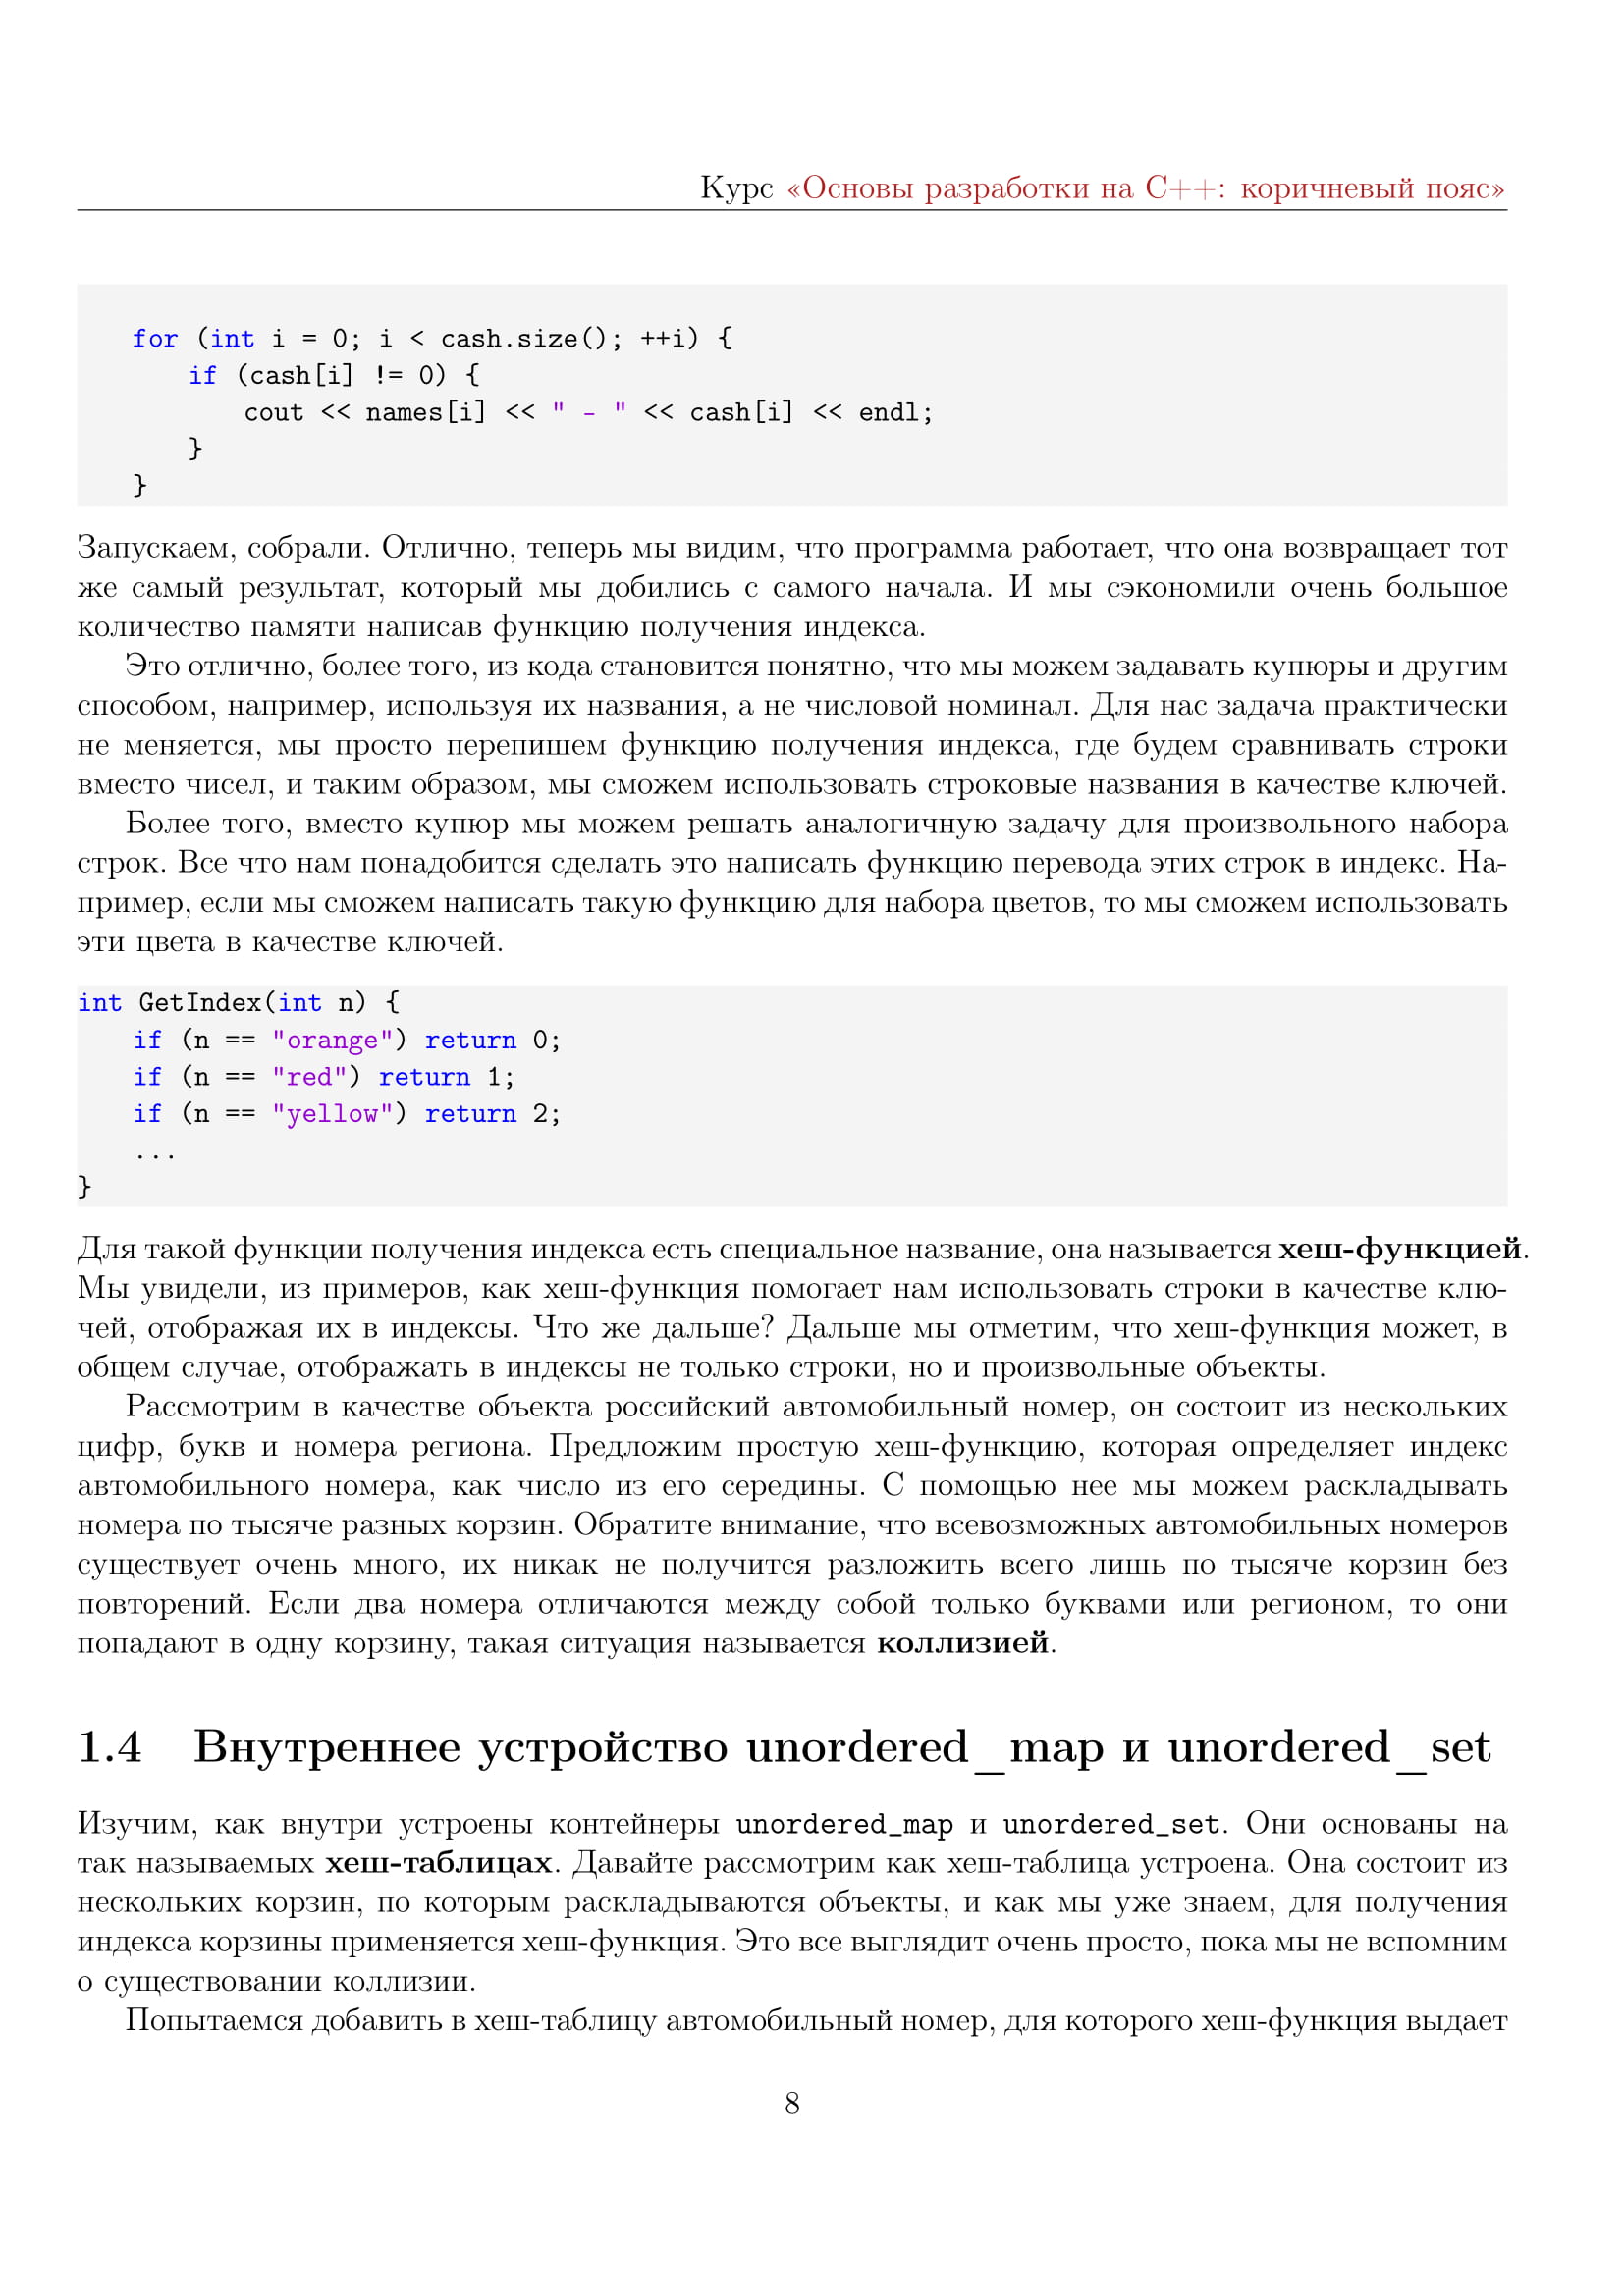 Курс «Основы разработки на C++: коричневый пояс»
for (int i = 0; i < cash.size(); ++i) {
if (cash[i] != 0) {
cout << names[i] << " - " << cash[i] << endl;
}
}
Запускаем, собрали. Отлично, теперь мы видим, что программа работает, что она возвращает тот
же самый результат, который мы добились с самого начала. И мы сэкономили очень большое
количество памяти написав функцию получения индекса.
Это отлично, более того, из кода становится понятно, что мы можем задавать купюры и другим
способом, например, используя их названия, а не числовой номинал. Для нас задача практически
не меняется, мы просто перепишем функцию получения индекса, где будем сравнивать строки
вместо чисел, и таким образом, мы сможем использовать строковые названия в качестве ключей.
Более того, вместо купюр мы можем решать аналогичную задачу для произвольного набора
строк. Все что нам понадобится сделать это написать функцию перевода этих строк в индекс. На-
пример, если мы сможем написать такую функцию для набора цветов, то мы сможем использовать
эти цвета в качестве ключей.
int GetIndex(int n) {
if (n == "orange") return 0;
if (n == "red") return 1;
if (n == "yellow") return 2;
...
}
Для такой функции получения индекса есть специальное название, она называется хеш-функцией.
Мы увидели, из примеров, как хеш-функция помогает нам использовать строки в качестве клю-
чей, отображая их в индексы. Что же дальше? Дальше мы отметим, что хеш-функция может, в
общем случае, отображать в индексы не только строки, но и произвольные объекты.
Рассмотрим в качестве объекта российский автомобильный номер, он состоит из нескольких
цифр, букв и номера региона. Предложим простую хеш-функцию, которая определяет индекс
автомобильного номера, как число из его середины. С помощью нее мы можем раскладывать
номера по тысяче разных корзин. Обратите внимание, что всевозможных автомобильных номеров
существует очень много, их никак не получится разложить всего лишь по тысяче корзин без
повторений. Если два номера отличаются между собой только буквами или регионом, то они
попадают в одну корзину, такая ситуация называется коллизией.
1.4 Внутреннее устройство unordered_map и unordered_set
Изучим, как внутри устроены контейнеры unordered_map и unordered_set. Они основаны на
так называемых хеш-таблицах. Давайте рассмотрим как хеш-таблица устроена. Она состоит из
нескольких корзин, по которым раскладываются объекты, и как мы уже знаем, для получения
индекса корзины применяется хеш-функция. Это все выглядит очень просто, пока мы не вспомним
о существовании коллизии.
Попытаемся добавить в хеш-таблицу автомобильный номер, для которого хеш-функция выдает
8